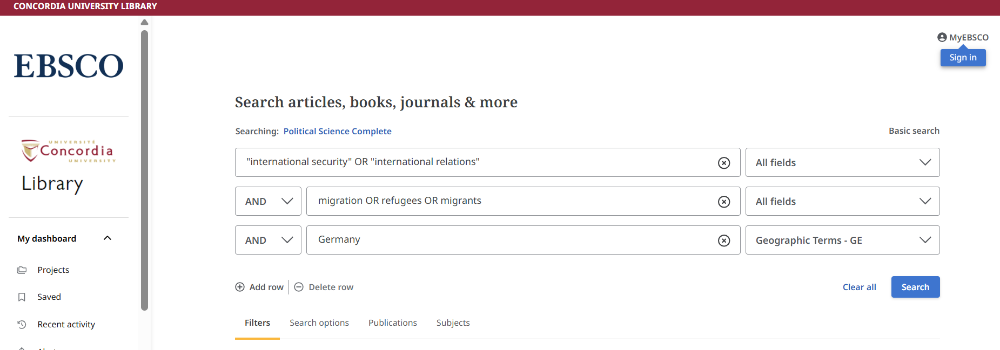 CONCORDIA UNIVERSITY LIBRARY
MyEBSCO
Sign in
EBSCO
UNIVERSITÉ
Concordia
UNIVERSITY
Library
My dashboard
Projects
Saved
Recent activity
Search articles, books, journals & more
Searching: Political Science Complete
Basic search
"international security" OR "international relations"
All fields
AND
migration OR refugees OR migrants
All fields
AND
Germany
Geographic Terms - GE
Add row
Delete row
Clear all
Search
Filters
Search options
Publications
Subjects